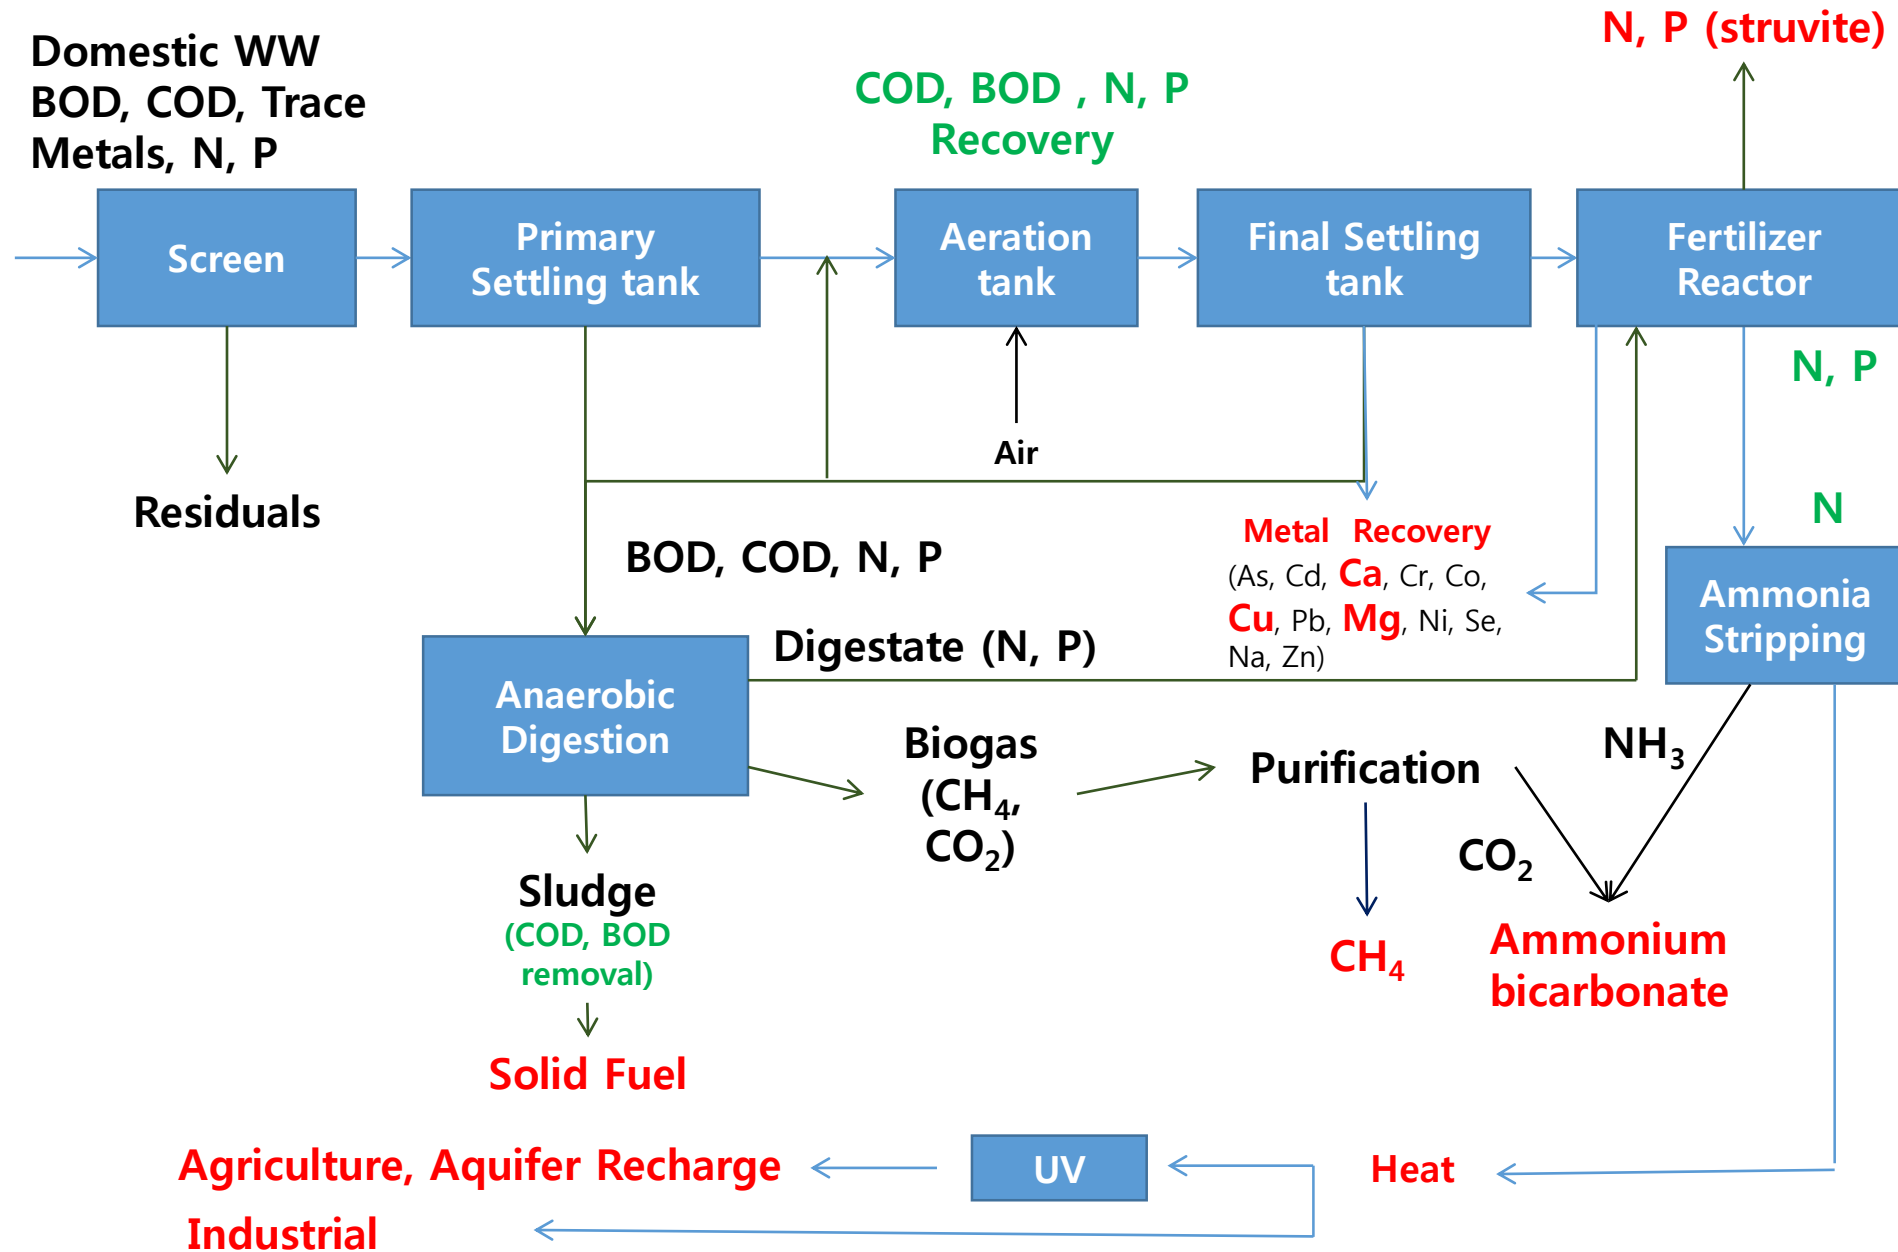 Domestic WW
BOD, COD, Trace
Metals, N, P
N, P (struvite)
COD, BOD , N, P
Recovery
Screen
Primary
Settling tank
Aeration
tank
Final Settling
tank
Fertilizer
Reactor
N, P
Air
Residuals
N
Metal Recovery
(As, Cd, Ca, Cr, Co,
Cu, Pb, Mg, Ni, Se,
Na, Zn)
BOD, COD, N, P
Ammonia
Stripping
Digestate (N, P)
Anaerobic
Digestion
Biogas
(CH₄,
CO₂)
Purification
NH₃
CO₂
Sludge
(COD, BOD
removal)
CH₄
Ammonium
bicarbonate
Solid Fuel
Agriculture, Aquifer Recharge
UV
Heat
Industrial